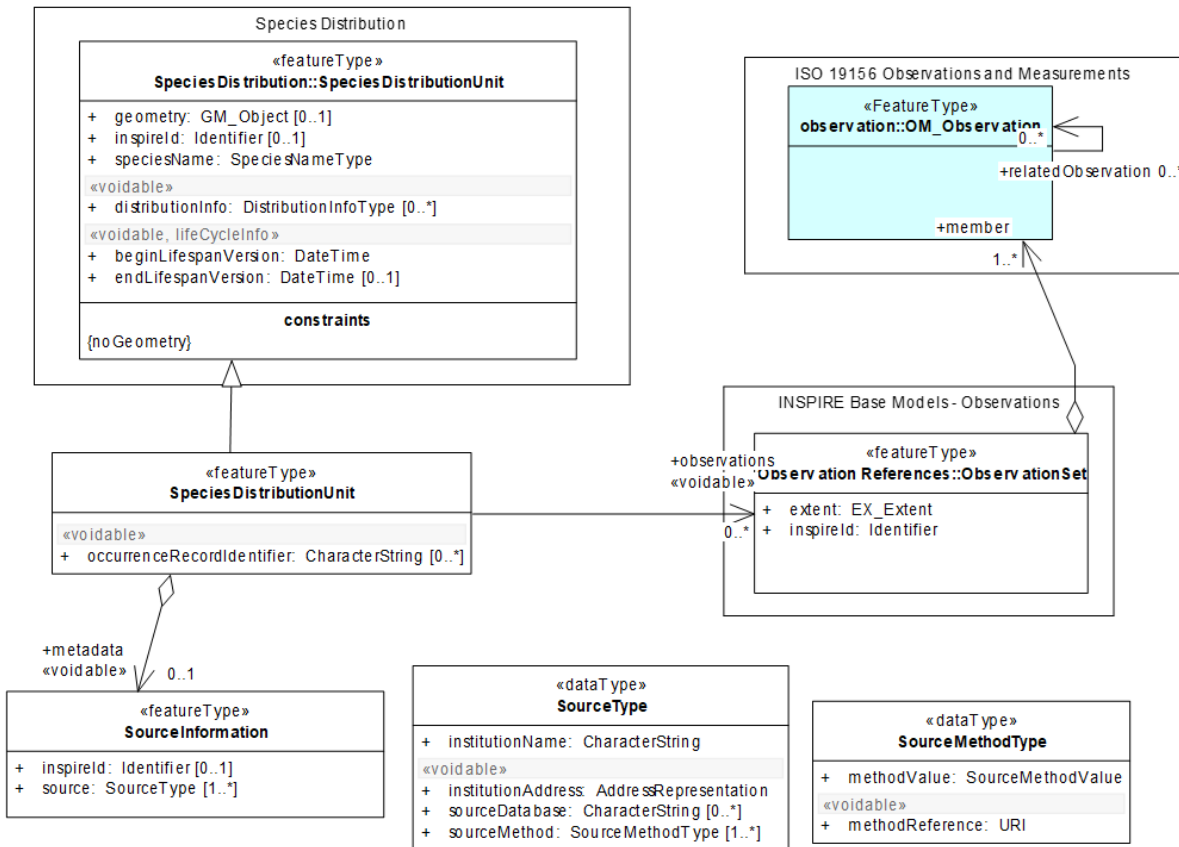 Species Distribution
«featureType»
SpeciesDistribution::SpeciesDistributionUnit
+ geometry: GM_Object [0..1]
+ inspireId: Identifier [0..1]
+ speciesName: SpeciesNameType
«voidable»
+ distributionInfo: DistributionInfoType [0..*]
«voidable, lifeCycleInfo»
+ beginLifespanVersion: DateTime
+ endLifespanVersion: DateTime [0..1]
constraints
{noGeometry}
ISO 19156 Observations and Measurements
«FeatureType»
observation::OM_Observation
0..*
+relatedObservation 0..*
+member
1..*
INSPIRE Base Models - Observations
«featureType»
Observation References::ObservationSet
+ extent: EX_Extent
+ inspireId: Identifier
+observations
«voidable»
0..*
«featureType»
SpeciesDistributionUnit
«voidable»
+ occurrenceRecordIdentifier: CharacterString [0..*]
+metadata
«voidable»
0..1
«featureType»
SourceInformation
+ inspireId: Identifier [0..1]
+ source: SourceType [1..*]
«dataType»
SourceType
+ institutionName: CharacterString
«voidable»
+ institutionAddress: AddressRepresentation
+ sourceDatabase: CharacterString [0..*]
+ sourceMethod: SourceMethodType [1..*]
«dataType»
SourceMethodType
+ methodValue: SourceMethodValue
«voidable»
+ methodReference: URI